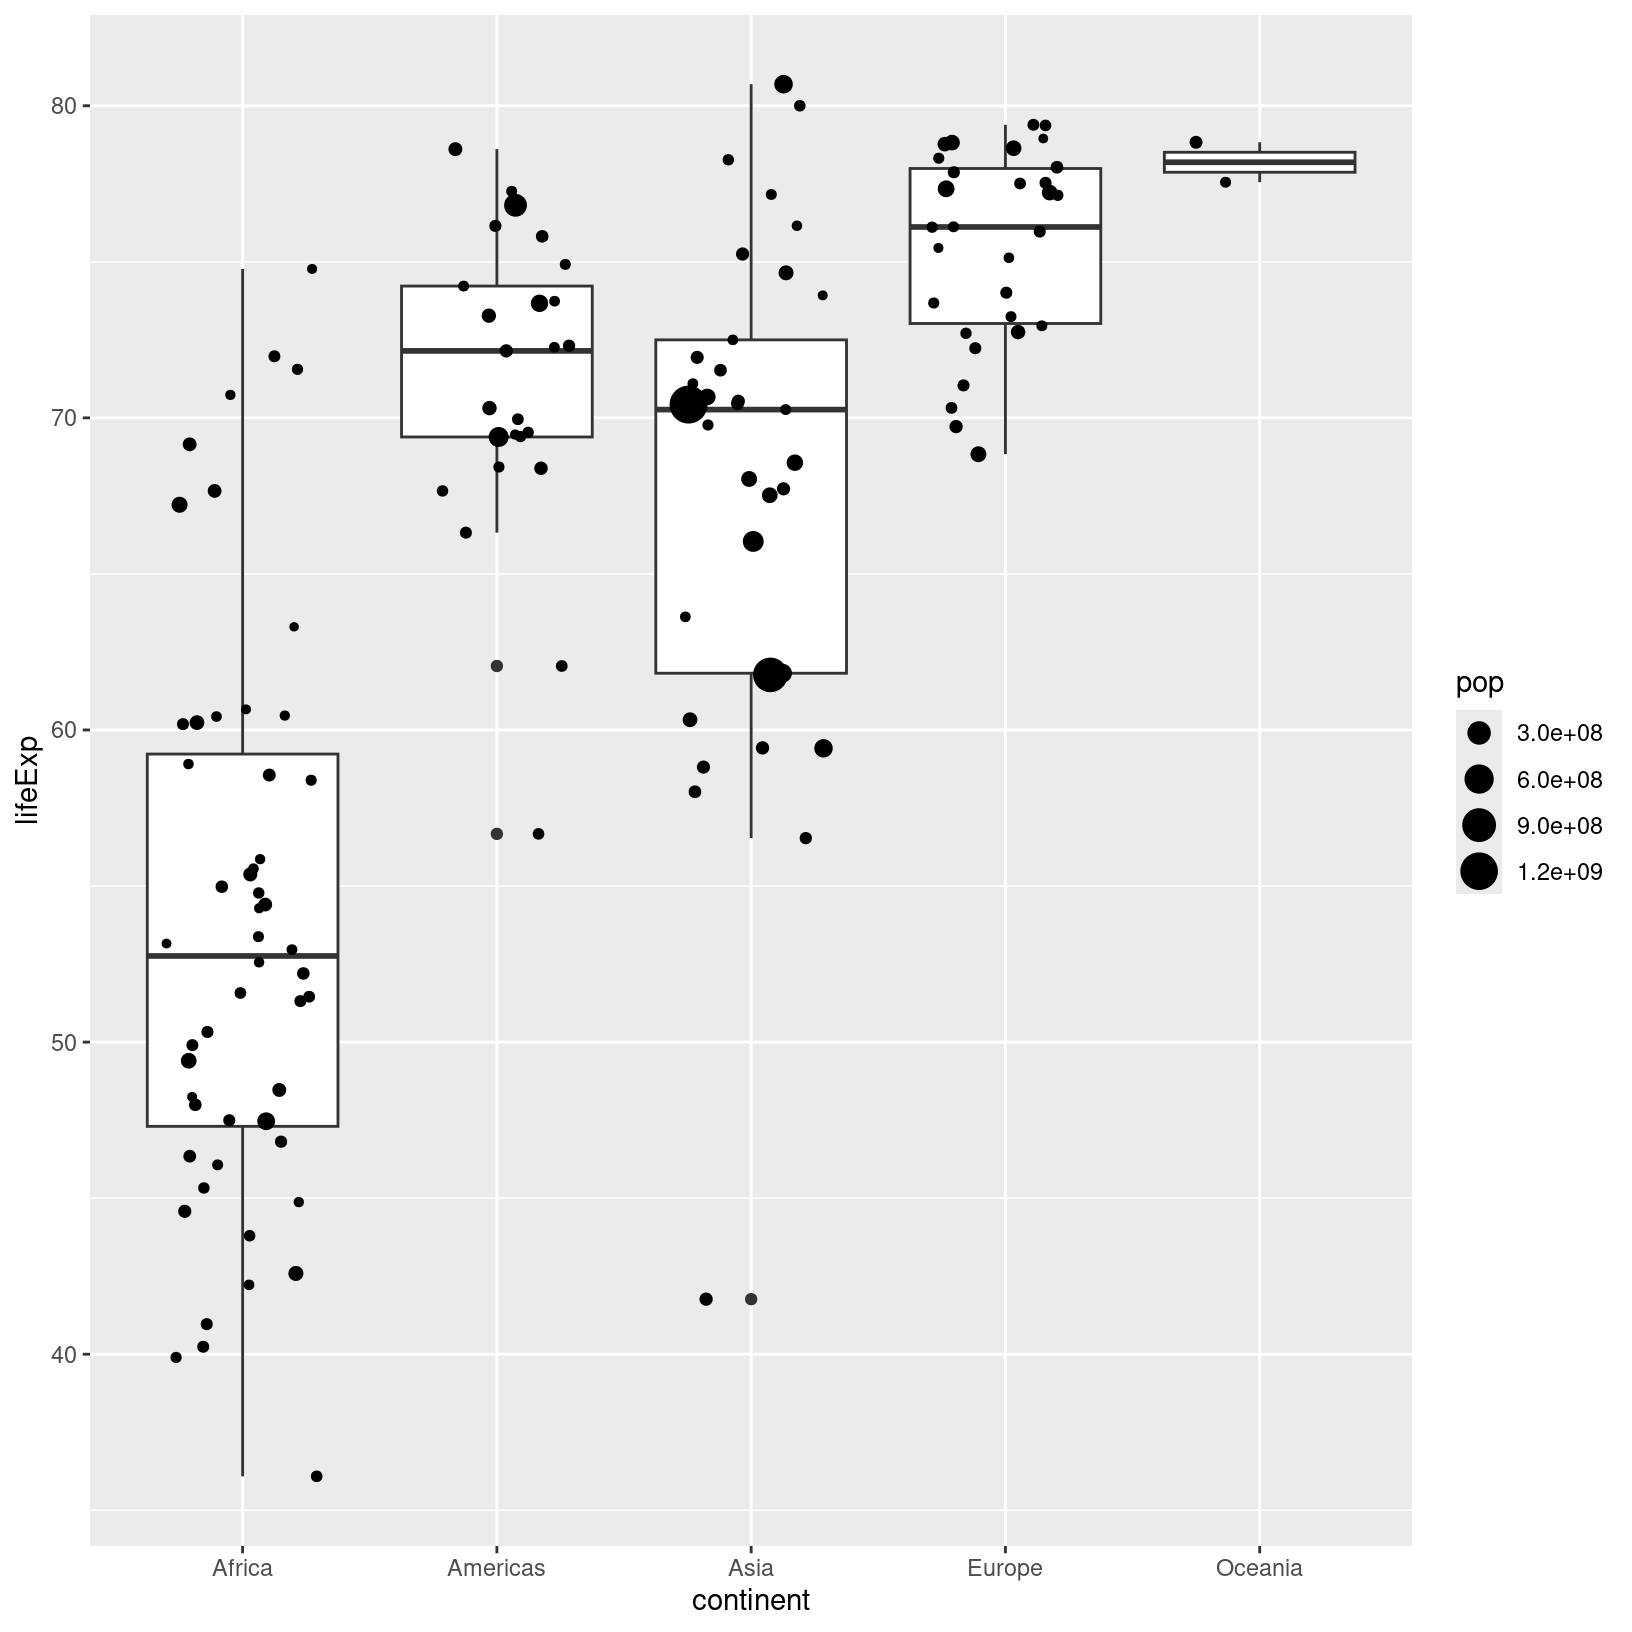 80
70
60
50
40
lifeExp
Africa
Americas
Asia
Europe
Oceania
continent
pop
3.0e+08
6.0e+08
9.0e+08
1.2e+09